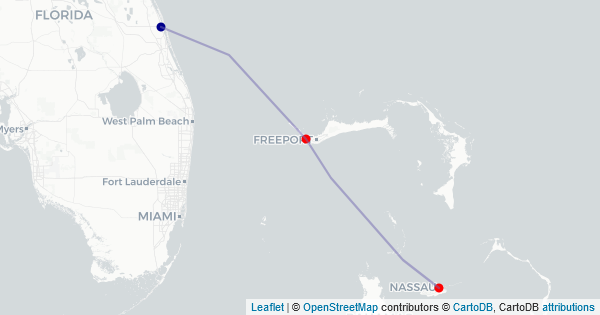 FLORIDA
West Palm Beach
Myers
FREEPORT
Fort Lauderdale
MIAMI
NASSAU
Leaflet | © OpenStreetMap contributors © CartoDB, CartoDB attributions